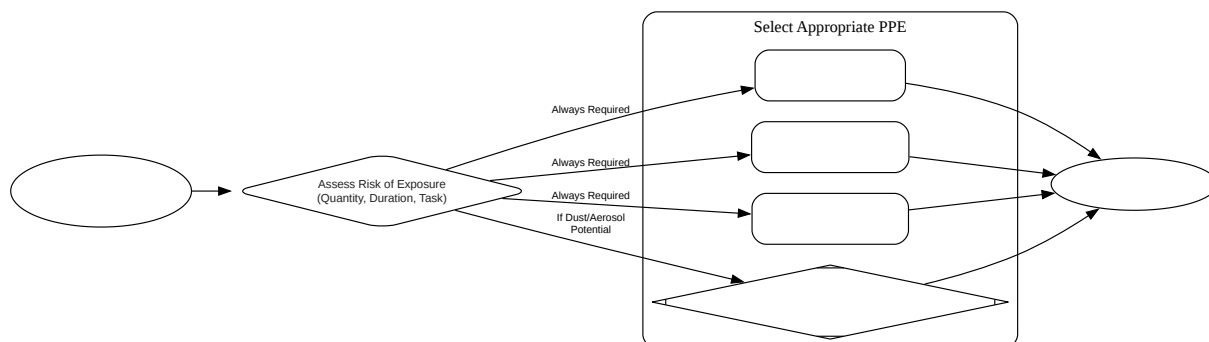 Select Appropriate PPE
Always Required
Assess Risk of Exposure
(Quantity, Duration, Task)
Always Required
Always Required
If Dust/Aerosol
Potential